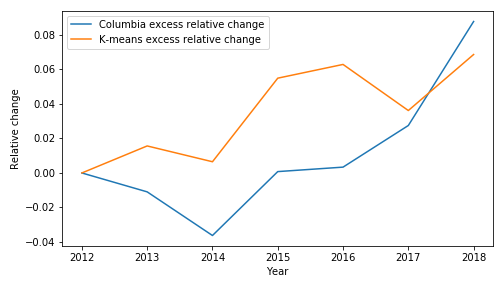 Columbia excess relative change
K-means excess relative change
0.08
0.06
0.04
0.02
0.00
−0.02
−0.04
Relative change
2012 2013 2014 2015 2016 2017 2018
Year